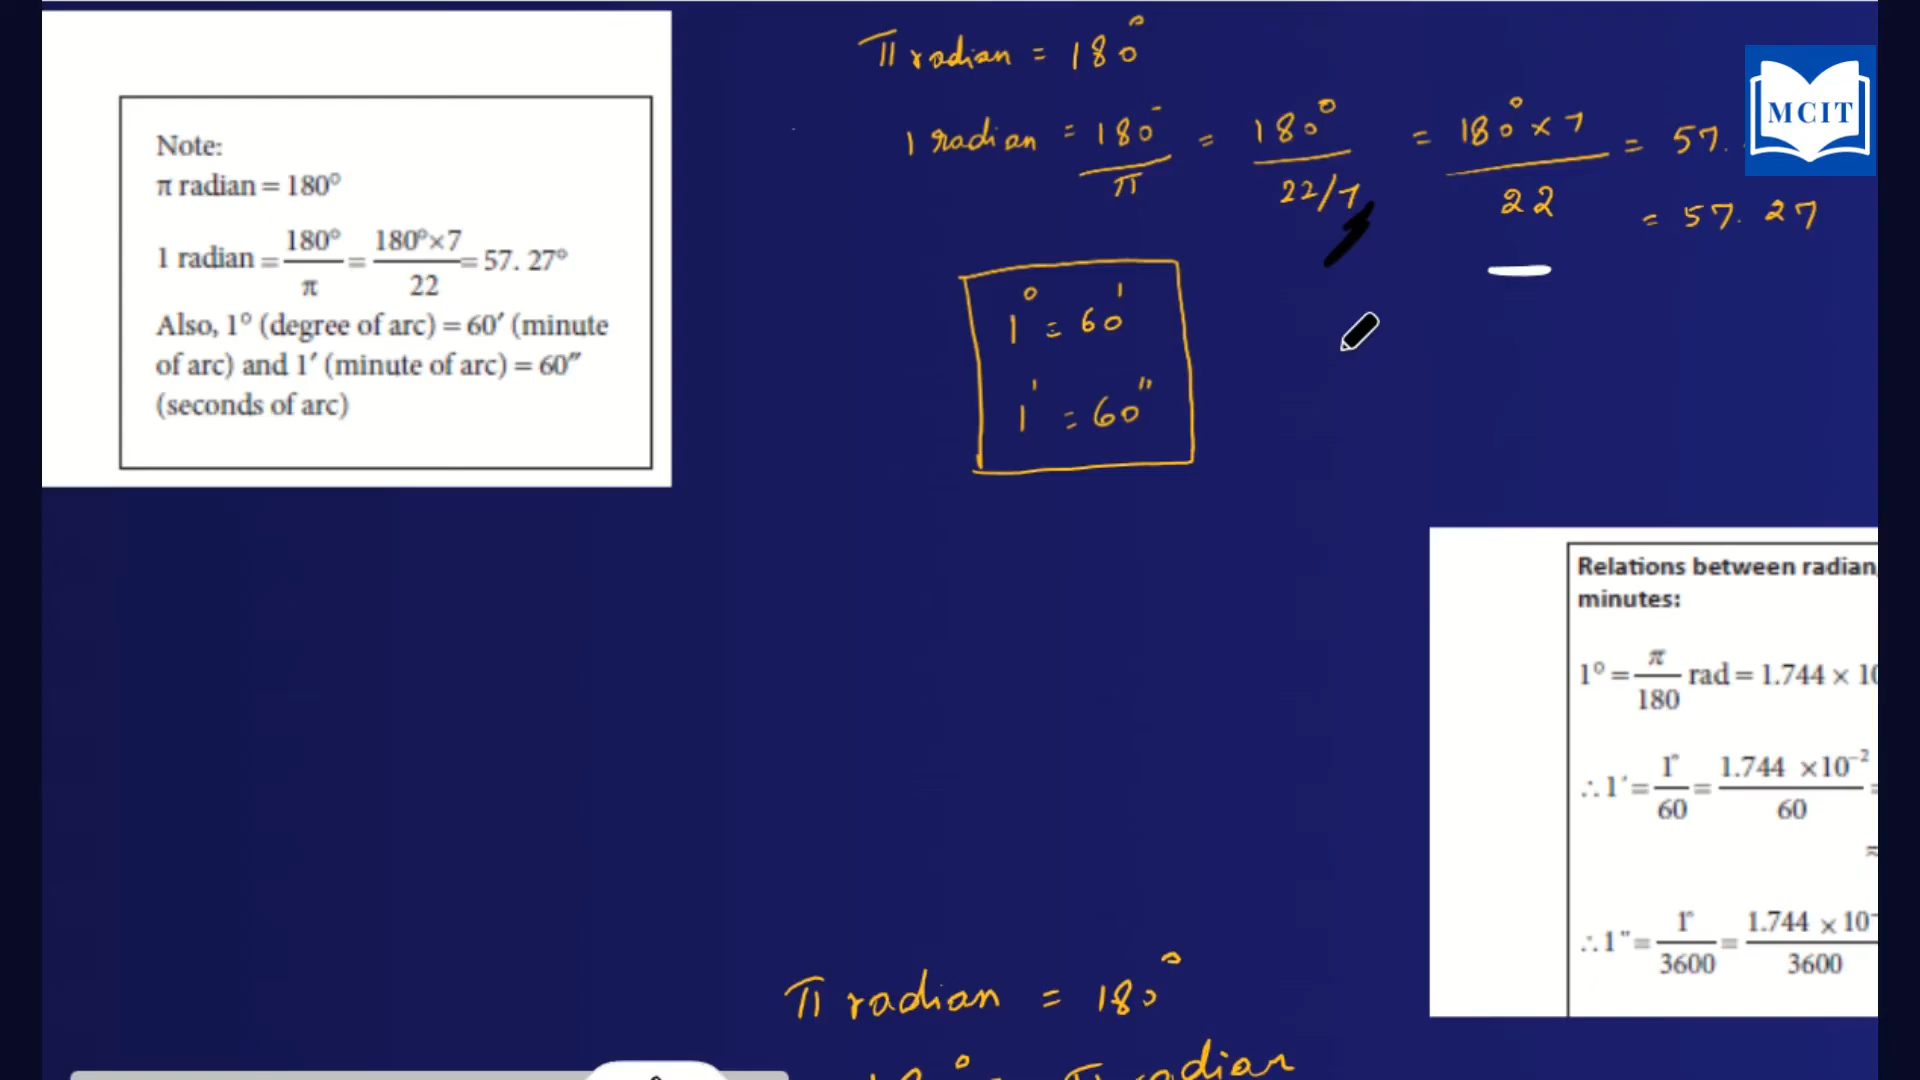 Note:
π radian = 180°
1 radian = 180°/π = 180°×7/22 = 57. 27°
Also, 1° (degree of arc) = 60′ (minute
of arc) and 1′ (minute of arc) = 60″
(seconds of arc)
π radian = 180°
1 radian = 180°/π = 180°/22/7 = 180°×7/22 = 57.
= 57. 27
MCIT
1° = 60′
1′ = 60″
Relations between radian,
minutes:
1° = π/180 rad = 1.744 × 10
∴ 1′ = 1°/60 = 1.744 ×10⁻²/60 =
≈
∴ 1″ = 1°/3600 = 1.744 × 10⁻/3600
π radian = 180°
π radian